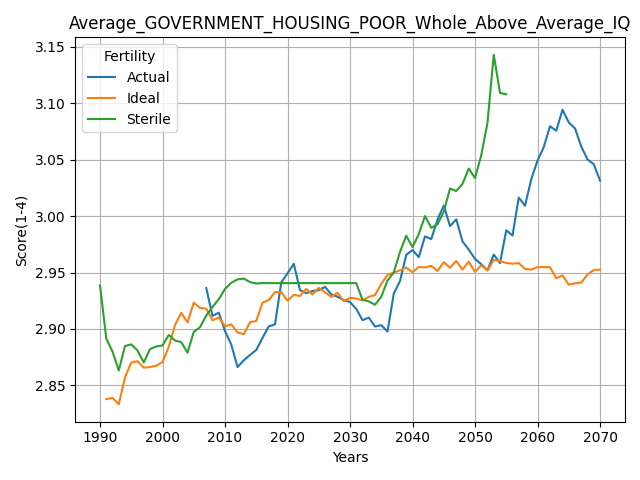 Average_GOVERNMENT_HOUSING_POOR_Whole_Above_Average_IQ
Fertility
Actual
Ideal
Sterile
Score(1-4)
3.15
3.10
3.05
3.00
2.95
2.90
2.85
1990 2000 2010 2020 2030 2040 2050 2060 2070
Years